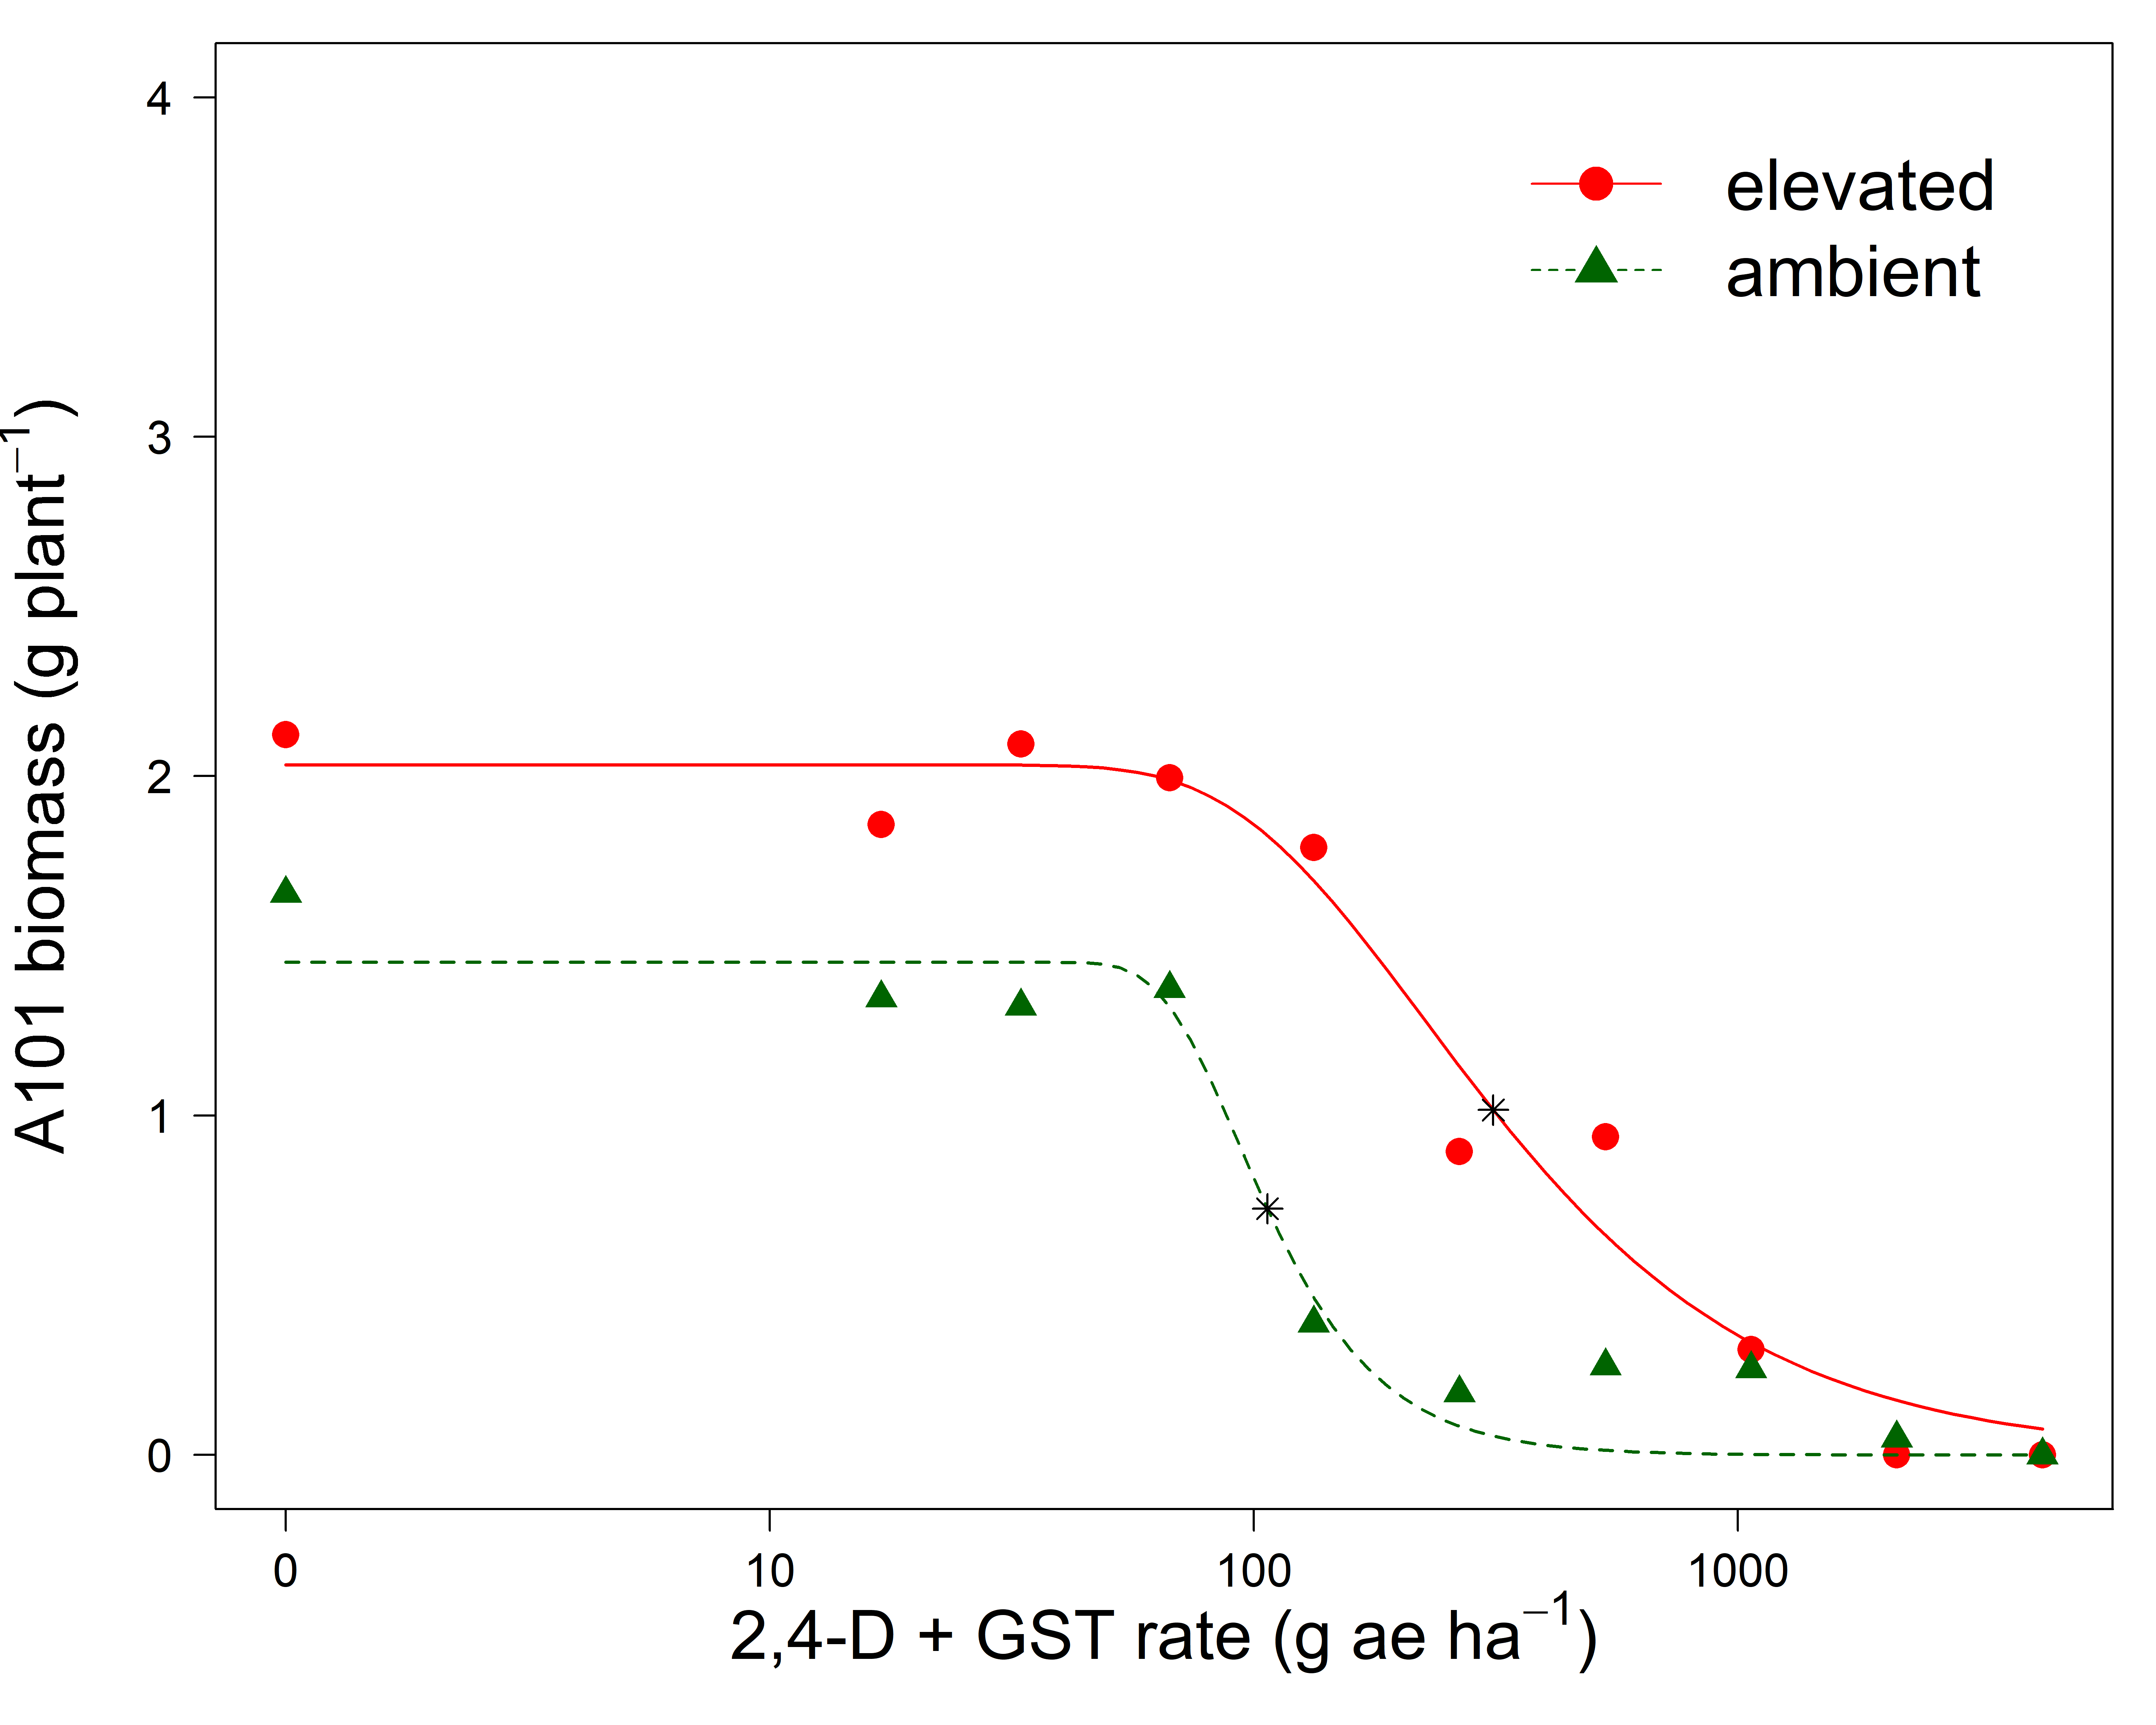 4
3
2
1
0
A101 biomass (g plant⁻¹)
elevated
ambient
0 10 100 1000
2,4-D + GST rate (g ae ha⁻¹)